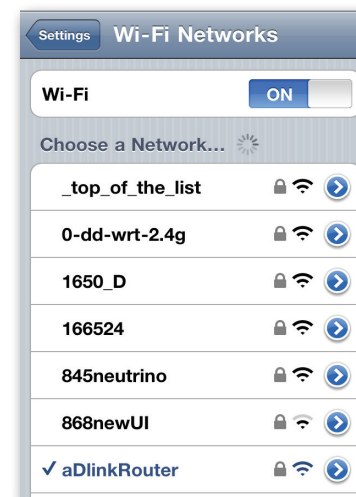 Settings Wi-Fi Networks
Wi-Fi ON
Choose a Network...
_top_of_the_list
0-dd-wrt-2.4g
1650_D
166524
845neutrino
868newUI
aDlinkRouter